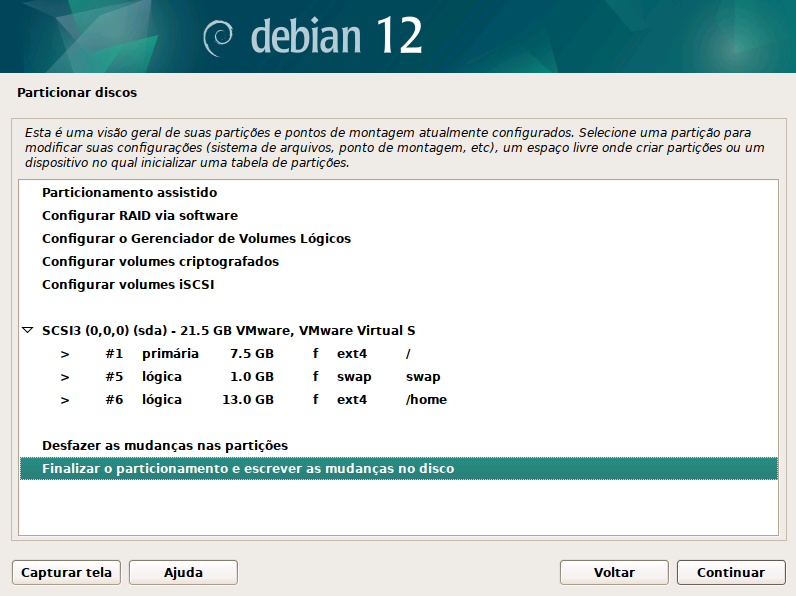 debian 12
Particionar discos
Esta é uma visão geral de suas partições e pontos de montagem atualmente configurados. Selecione uma partição para
modificar suas configurações (sistema de arquivos, ponto de montagem, etc), um espaço livre onde criar partições ou um
dispositivo no qual inicializar uma tabela de partições.
Particionamento assistido
Configurar RAID via software
Configurar o Gerenciador de Volumes Lógicos
Configurar volumes criptografados
Configurar volumes iSCSI
SCSI3 (0,0,0) (sda) - 21.5 GB VMware, VMware Virtual S
> #1 primária 7.5 GB f ext4 /
> #5 lógica 1.0 GB f swap swap
> #6 lógica 13.0 GB f ext4 /home
Desfazer as mudanças nas partições
Finalizar o particionamento e escrever as mudanças no disco
Capturar tela Ajuda Voltar Continuar